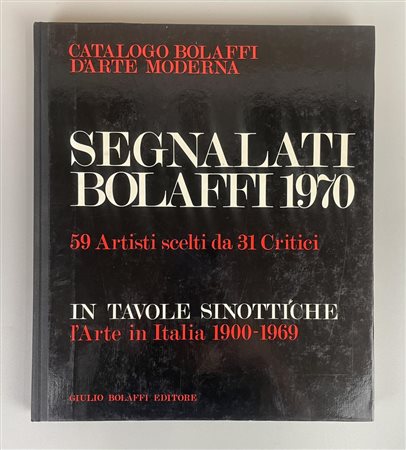 CATALOGO BOLAFFI
D'ARTE MODERNA
SEGNALATI
BOLAFFI 1970
59 Artisti scelti da 31 Critici
IN TAVOLE SINOTTICHE
l'Arte in Italia 1900-1969
GIULIO BOLAFFI EDITORE